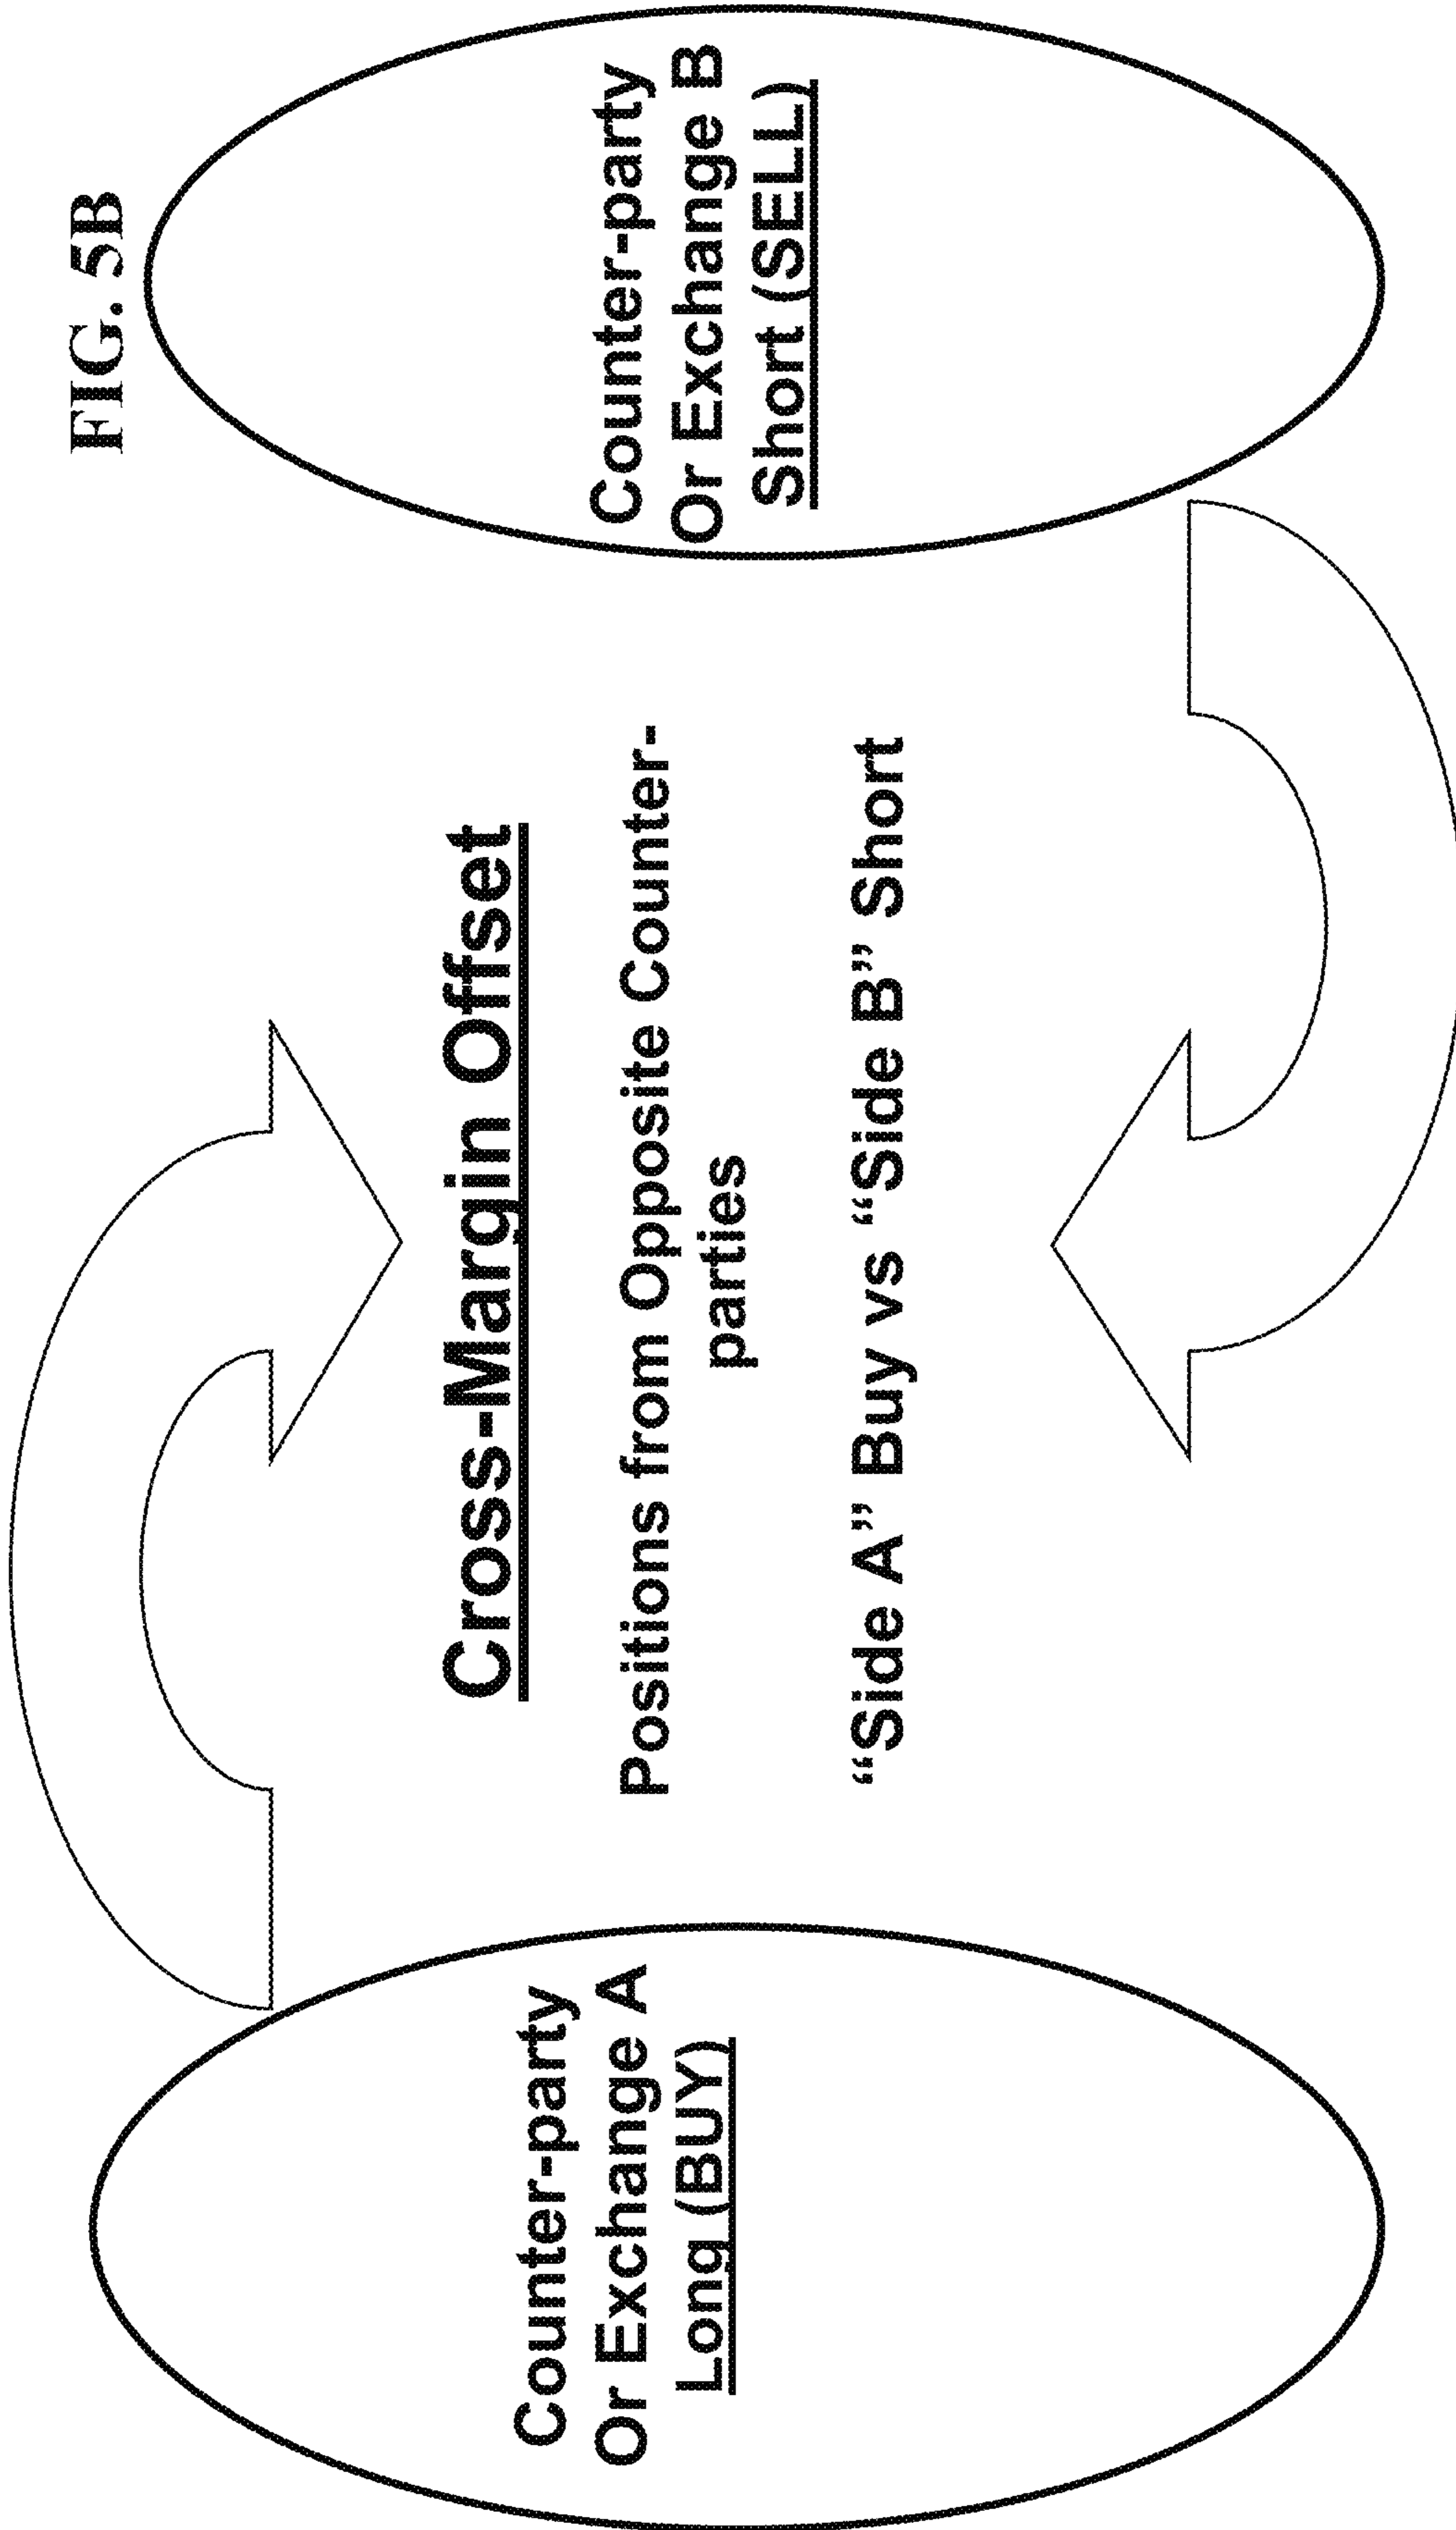 FIG. 5B
Counter-party
Or Exchange A
Long (BUY)
Cross-Margin Offset
Positions from Opposite Counter-
parties
“Side A” Buy vs “Side B” Short
Counter-party
Or Exchange B
Short (SELL)